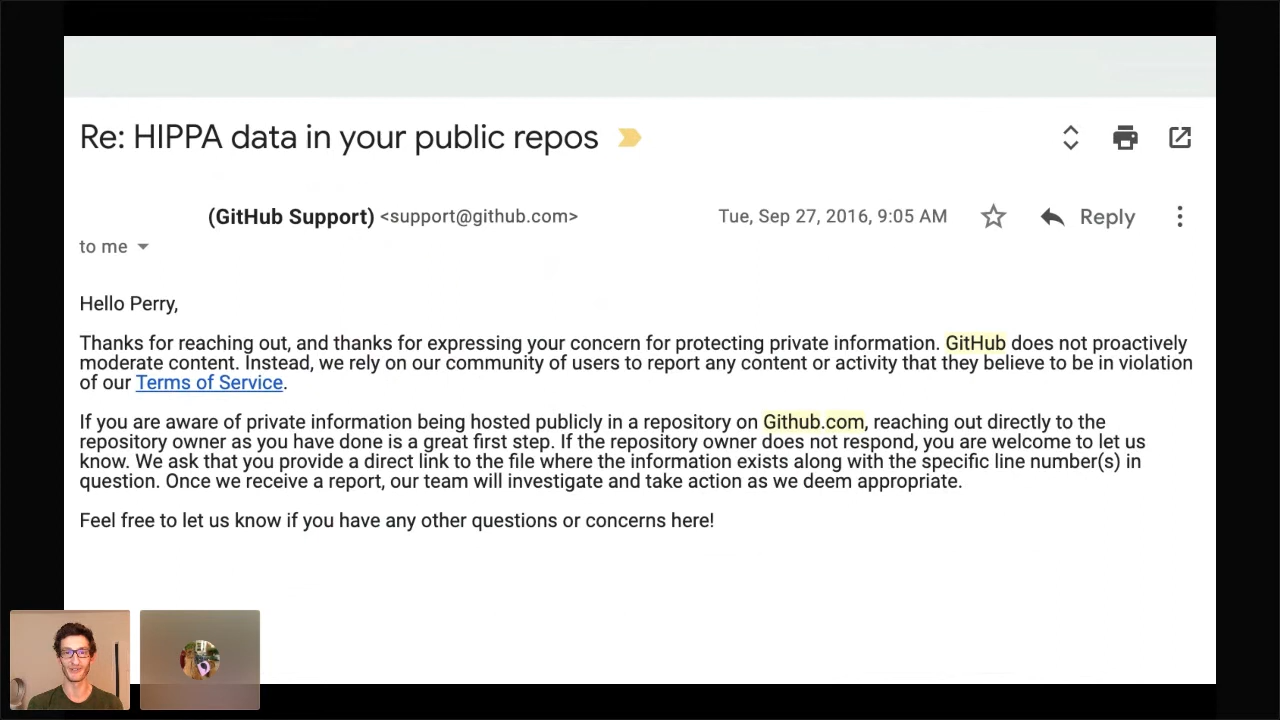 Re: HIPPA data in your public repos
(GitHub Support) <support@github.com>
Tue, Sep 27, 2016, 9:05 AM
Reply
to me
Hello Perry,
Thanks for reaching out, and thanks for expressing your concern for protecting private information. GitHub does not proactively
moderate content. Instead, we rely on our community of users to report any content or activity that they believe to be in violation
of our Terms of Service.
If you are aware of private information being hosted publicly in a repository on Github.com, reaching out directly to the
repository owner as you have done is a great first step. If the repository owner does not respond, you are welcome to let us
know. We ask that you provide a direct link to the file where the information exists along with the specific line number(s) in
question. Once we receive a report, our team will investigate and take action as we deem appropriate.
Feel free to let us know if you have any other questions or concerns here!